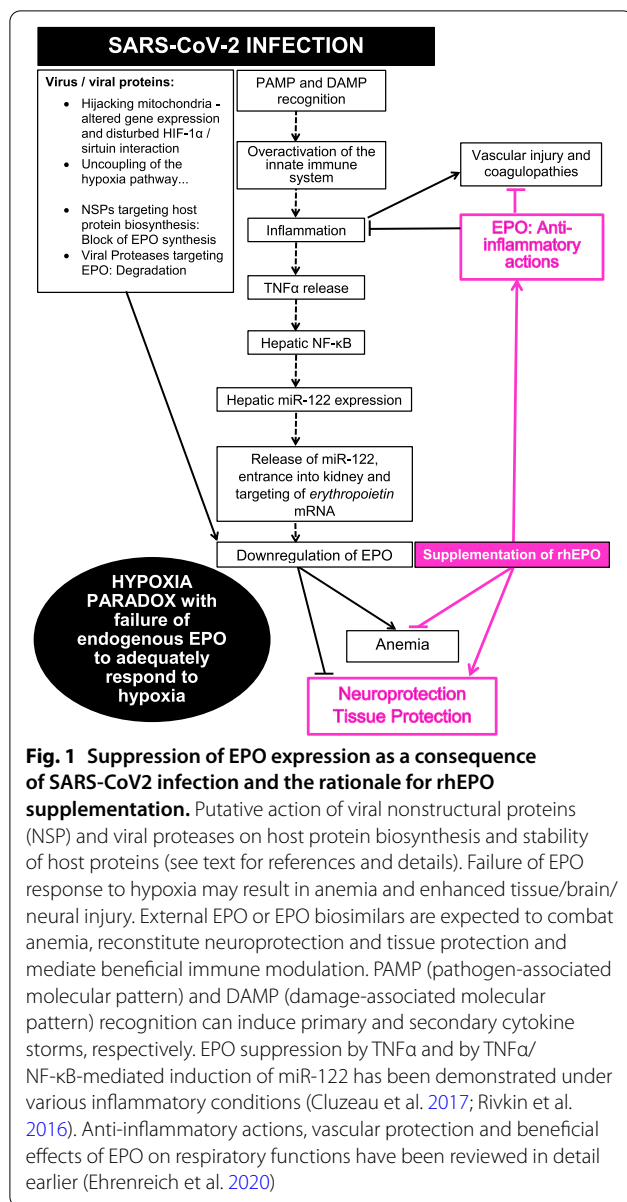 SARS-CoV-2 INFECTION
Virus / viral proteins:
• Hijacking mitochondria -
altered gene expression
and disturbed HIF-1α /
sirtuin interaction
• Uncoupling of the
hypoxia pathway...
• NSPs targeting host
protein biosynthesis:
Block of EPO synthesis
• Viral Proteases targeting
EPO: Degradation
PAMP and DAMP
recognition
Overactivation of the
innate immune
system
Inflammation
TNFα release
Hepatic NF-κB
Hepatic miR-122 expression
Release of miR-122,
entrance into kidney and
targeting of erythropoietin
mRNA
Downregulation of EPO
Vascular injury and
coagulopathies
EPO: Anti-
inflammatory
actions
Supplementation of rhEPO
HYPOXIA
PARADOX with
failure of
endogenous EPO
to adequately
respond to
hypoxia
Anemia
Neuroprotection
Tissue Protection
Fig. 1 Suppression of EPO expression as a consequence
of SARS-CoV2 infection and the rationale for rhEPO
supplementation. Putative action of viral nonstructural proteins
(NSP) and viral proteases on host protein biosynthesis and stability
of host proteins (see text for references and details). Failure of EPO
response to hypoxia may result in anemia and enhanced tissue/brain/
neural injury. External EPO or EPO biosimilars are expected to combat
anemia, reconstitute neuroprotection and tissue protection and
mediate beneficial immune modulation. PAMP (pathogen-associated
molecular pattern) and DAMP (damage-associated molecular
pattern) recognition can induce primary and secondary cytokine
storms, respectively. EPO suppression by TNFα and by TNFα/
NF-κB-mediated induction of miR-122 has been demonstrated under
various inflammatory conditions (Cluzeau et al. 2017; Rivkin et al.
2016). Anti-inflammatory actions, vascular protection and beneficial
effects of EPO on respiratory functions have been reviewed in detail
earlier (Ehrenreich et al. 2020)